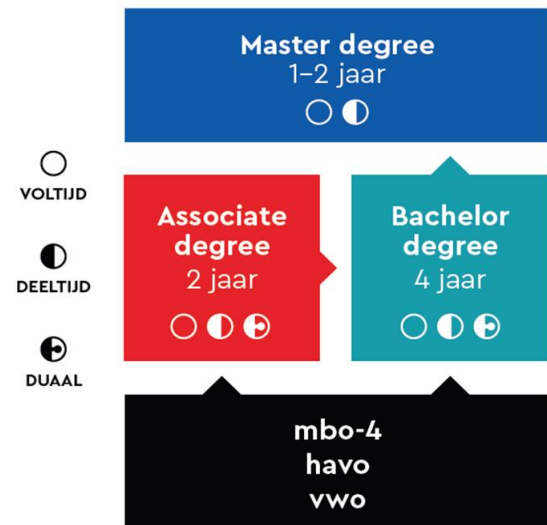 Master degree
1–2 jaar
VOLTIJD
DEELTIJD
DUAAL
Associate
degree
2 jaar
Bachelor
degree
4 jaar
mbo-4
havo
vwo